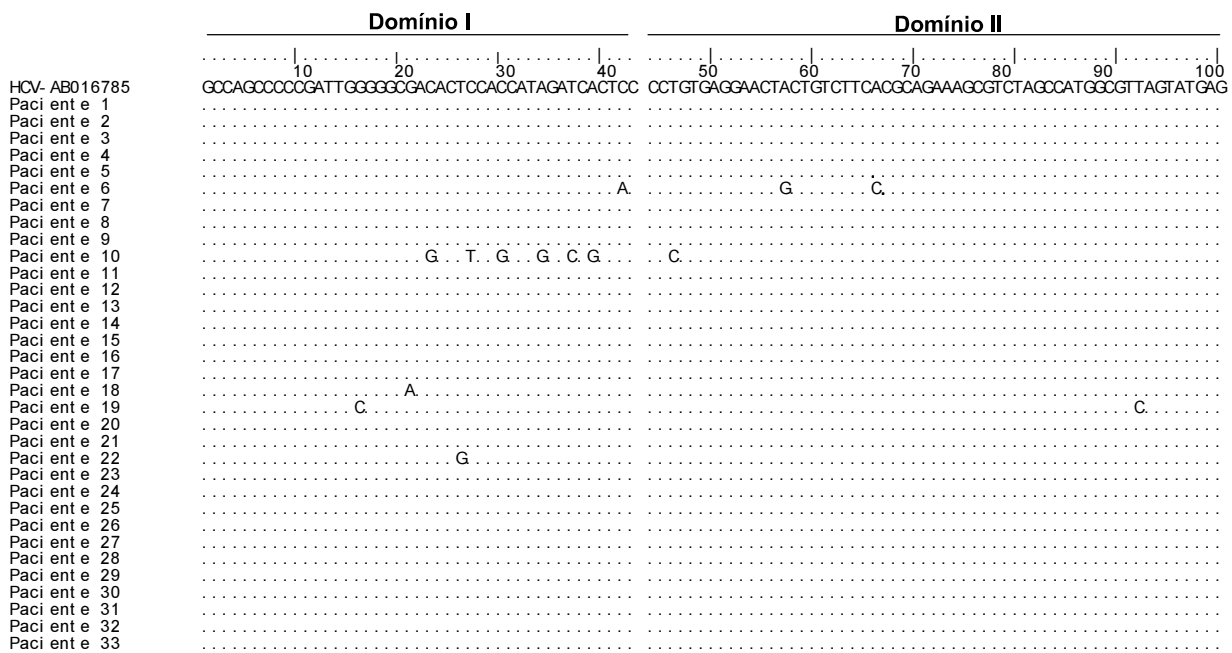 Domínio I Domínio II
10 20 30 40 50 60 70 80 90 100
HCV-AB016785 GCCAGCCCCCGATTGGGGGCGACACTCCACCATAGATCACTCC CCTGTGAGGAACTACTGTCTTCACGCAGAAAGCGTCTAGCCATGGCGTTAGTATGAG
Paciente 1
Paciente 2
Paciente 3
Paciente 4
Paciente 5
Paciente 6 A G C
Paciente 7
Paciente 8
Paciente 9
Paciente 10 G T G G C G C
Paciente 11
Paciente 12
Paciente 13
Paciente 14
Paciente 15
Paciente 16
Paciente 17
Paciente 18 A
Paciente 19 C C
Paciente 20
Paciente 21
Paciente 22 G
Paciente 23
Paciente 24
Paciente 25
Paciente 26
Paciente 27
Paciente 28
Paciente 29
Paciente 30
Paciente 31
Paciente 32
Paciente 33